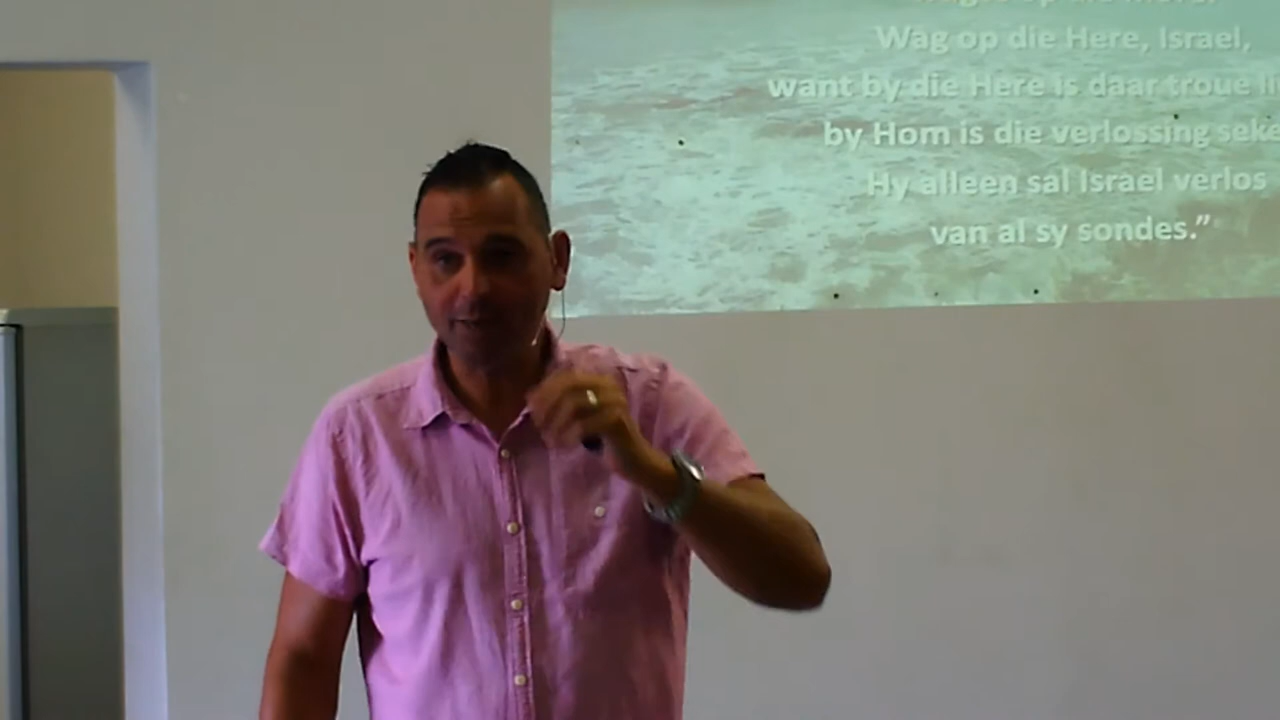 Wag op die Here, Israel,
want by die Here is daar troue
by Hom is die verlossing
Hy alleen sal Israel verlos
van al sy sondes.”